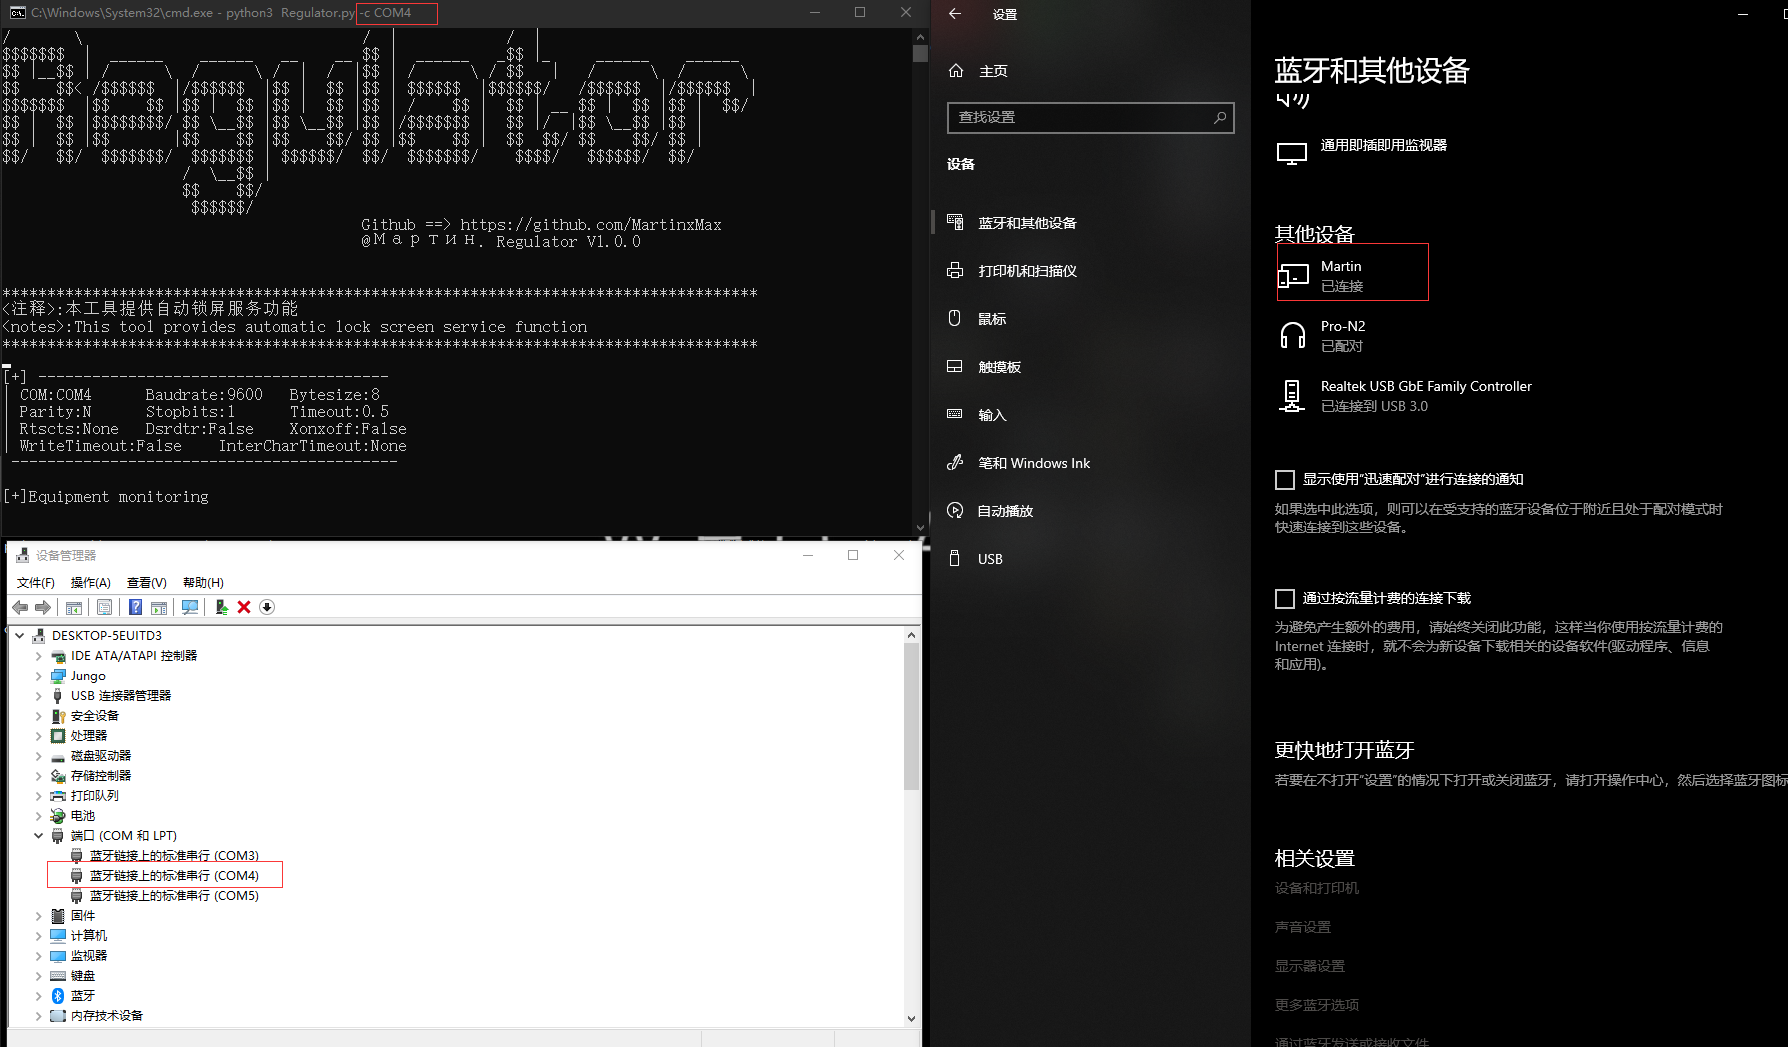 C:\Windows\System32\cmd.exe - python3  Regulator.py -c COM4
Github ==> https://github.com/MartinxMax
@Мартин. Regulator V1.0.0
************************************************************************************
<注释>:本工具提供自动锁屏服务功能
<notes>:This tool provides automatic lock screen service function
************************************************************************************
[+] ---------------------------------------
| COM:COM4      Baudrate:9600   Bytesize:8
| Parity:N      Stopbits:1      Timeout:0.5
| Rtscts:None   Dsrdtr:False    Xonxoff:False
| WriteTimeout:False    InterCharTimeout:None
-------------------------------------------
[+]Equipment monitoring
设备管理器
文件(F) 操作(A) 查看(V) 帮助(H)
DESKTOP-5EUITD3
IDE ATA/ATAPI 控制器
Jungo
USB 连接器管理器
安全设备
处理器
磁盘驱动器
存储控制器
打印队列
电池
端口 (COM 和 LPT)
蓝牙链接上的标准串行 (COM3)
蓝牙链接上的标准串行 (COM4)
蓝牙链接上的标准串行 (COM5)
固件
计算机
监视器
键盘
蓝牙
内存技术设备
设置
主页
查找设置
设备
蓝牙和其他设备
打印机和扫描仪
鼠标
触摸板
输入
笔和 Windows Ink
自动播放
USB
蓝牙和其他设备
通用即插即用监视器
其他设备
Martin
已连接
Pro-N2
已配对
Realtek USB GbE Family Controller
已连接到 USB 3.0
显示使用"迅速配对"进行连接的通知
如果选中此选项，则可以在受支持的蓝牙设备位于附近且处于配对模式时
快速连接到这些设备。
通过按流量计费的连接下载
为避免产生额外的费用，请始终关闭此功能，这样当你使用按流量计费的
Internet 连接时，就不会为新设备下载相关的设备软件(驱动程序、信息
和应用)。
更快地打开蓝牙
若要在不打开"设置"的情况下打开或关闭蓝牙，请打开操作中心，然后选择蓝牙图标
相关设置
设备和打印机
声音设置
显示器设置
更多蓝牙选项
通过蓝牙发送或接收文件